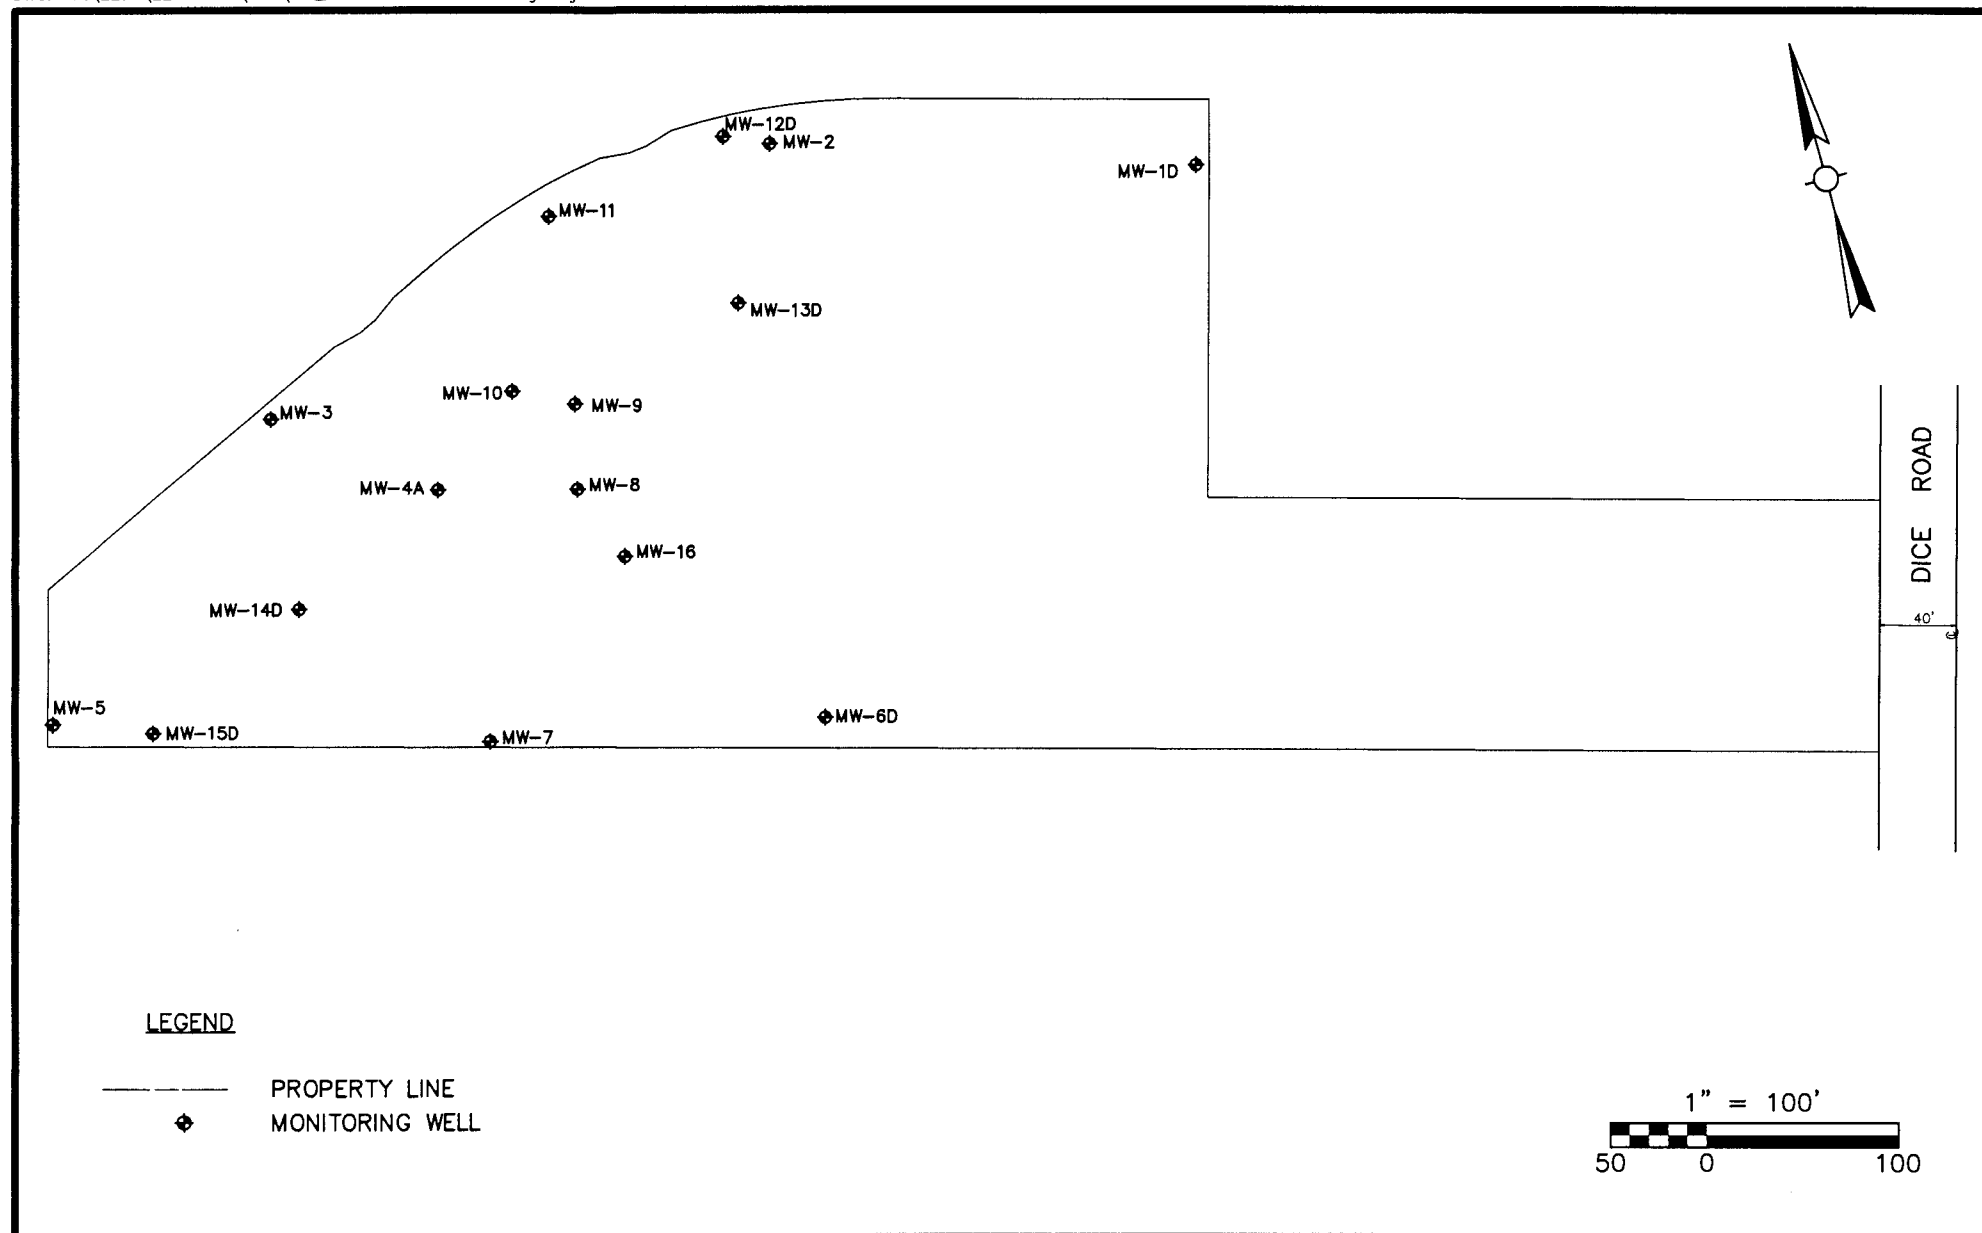 MW-12D
MW-2
MW-1D
MW-11
MW-13D
MW-10
MW-9
MW-3
MW-4A
MW-8
MW-16
MW-14D
MW-5
MW-15D
MW-7
MW-6D
DICE ROAD
40'
℄
LEGEND
PROPERTY LINE
MONITORING WELL
1" = 100'
50 0 100